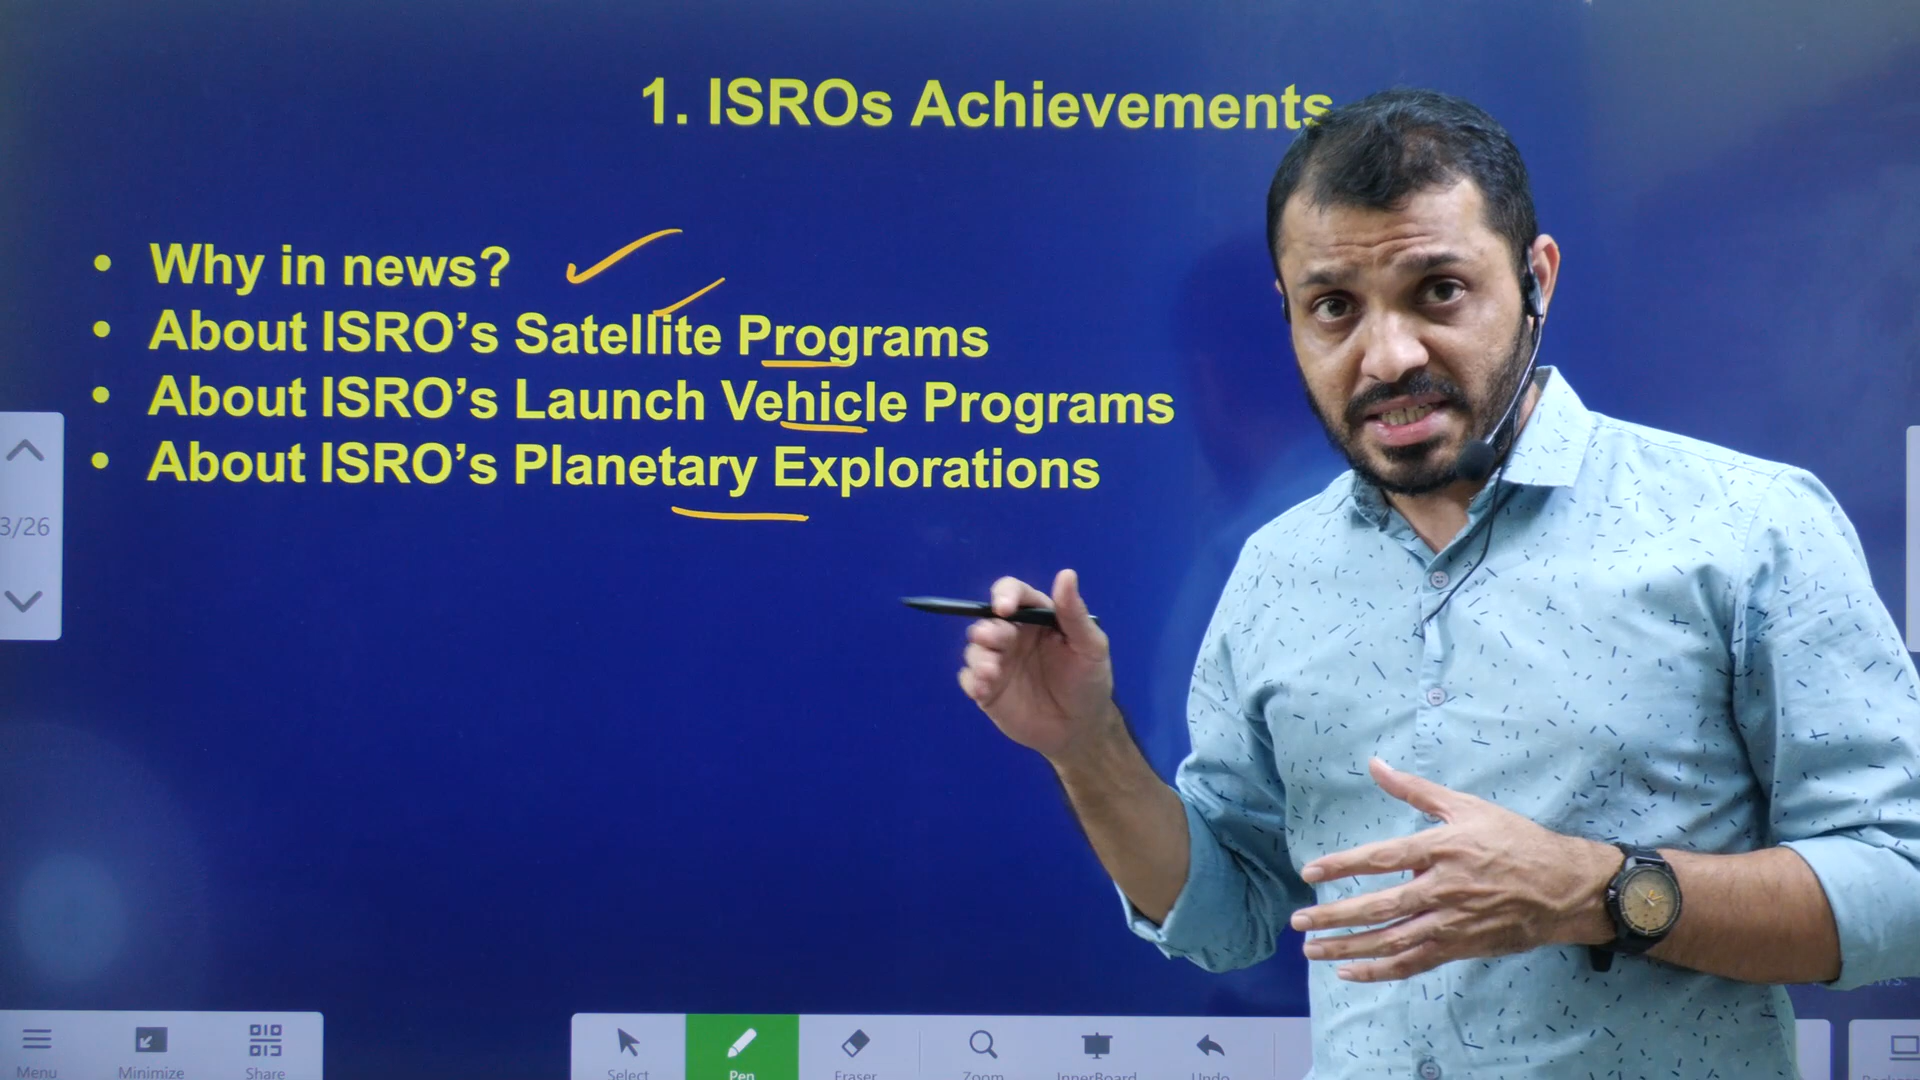 1. ISROs Achievements
• Why in news?
• About ISRO’s Satellite Programs
• About ISRO’s Launch Vehicle Programs
• About ISRO’s Planetary Explorations
3/26
Menu
Minimize
Share
Select
Pen
Eraser
Zoom
InnerBoard
Undo